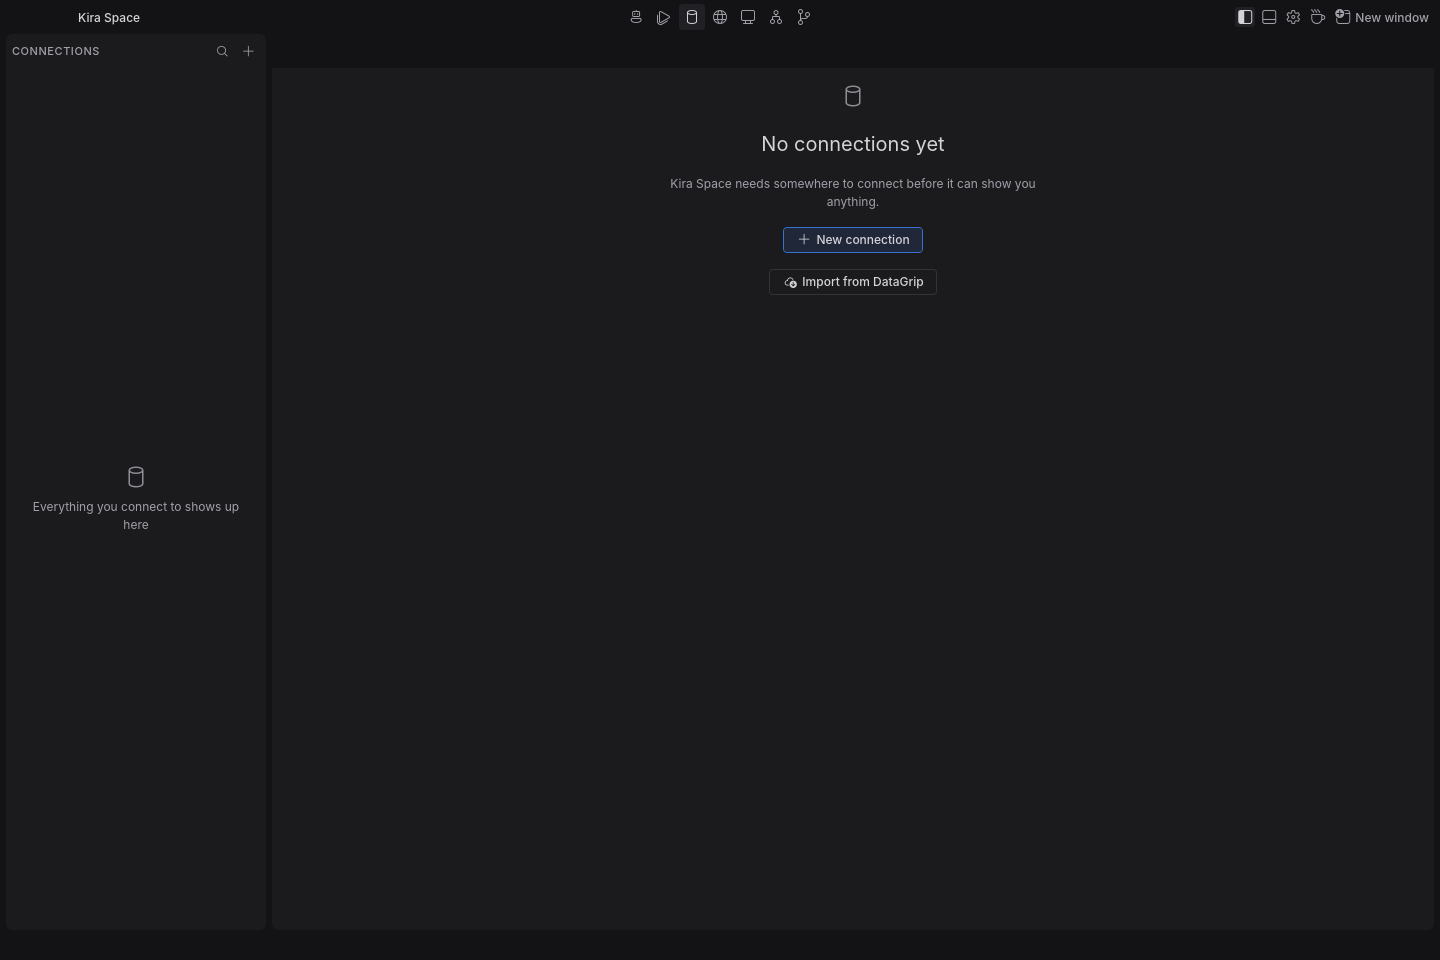 Kira Space
New window
CONNECTIONS
No connections yet
Kira Space needs somewhere to connect before it can show you
anything.
New connection
Import from DataGrip
Everything you connect to shows up
here